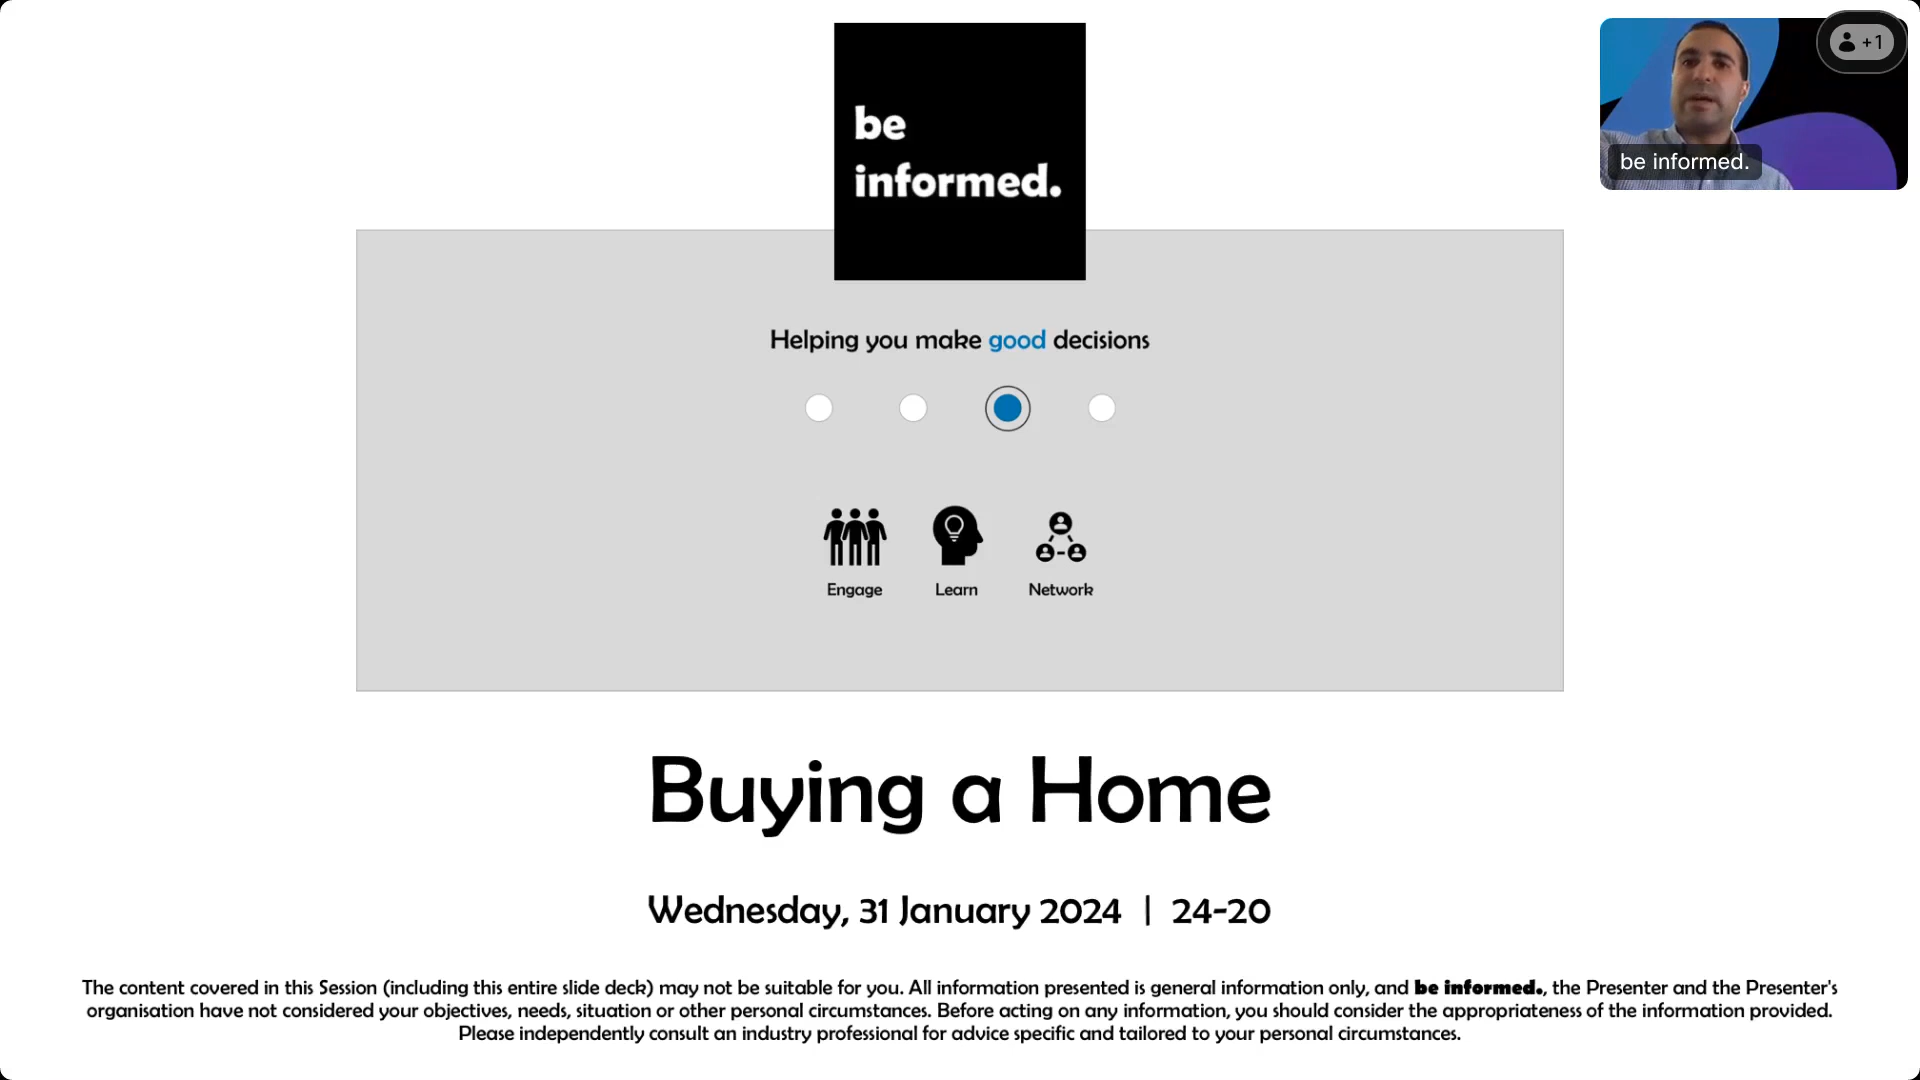 be
informed.
+1
be informed.
Helping you make good decisions
Engage
Learn
Network
Buying a Home
Wednesday, 31 January 2024 | 24-20
The content covered in this Session (including this entire slide deck) may not be suitable for you. All information presented is general information only, and be informed., the Presenter and the Presenter's
organisation have not considered your objectives, needs, situation or other personal circumstances. Before acting on any information, you should consider the appropriateness of the information provided.
Please independently consult an industry professional for advice specific and tailored to your personal circumstances.